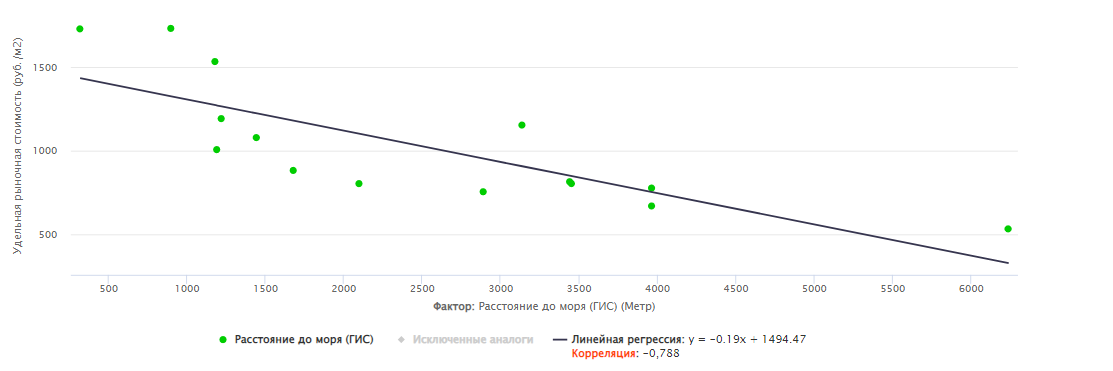 Удельная рыночная стоимость (руб./м2)
1500
1000
500
500 1000 1500 2000 2500 3000 3500 4000 4500 5000 5500 6000
Фактор: Расстояние до моря (ГИС) (Метр)
Расстояние до моря (ГИС) Исключенные аналоги Линейная регрессия: y = -0.19x + 1494.47
Корреляция: -0,788